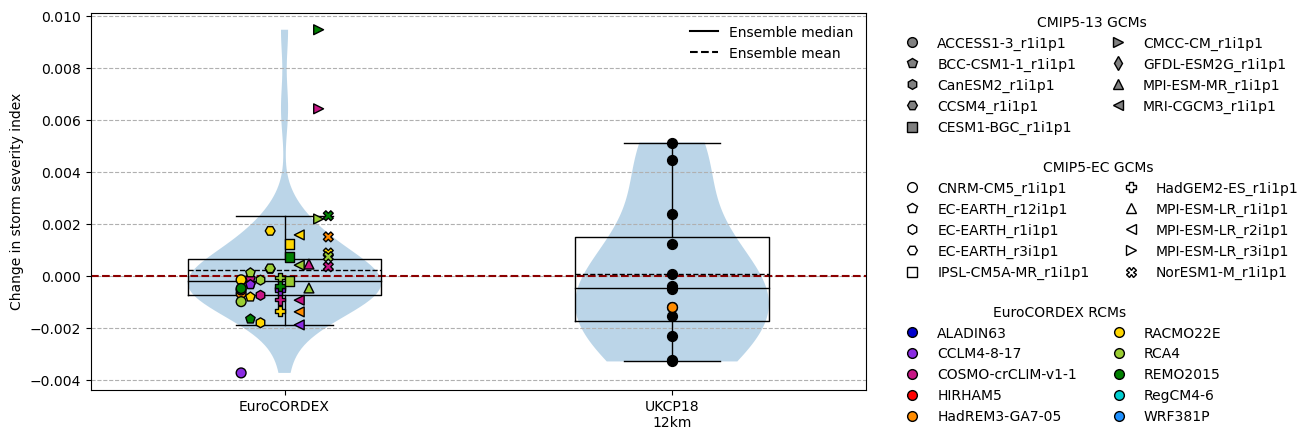 Change in storm severity index
0.010
0.008
0.006
0.004
0.002
0.000
−0.002
−0.004
EuroCORDEX
UKCP18
12km
Ensemble median
Ensemble mean
CMIP5-13 GCMs
ACCESS1-3_r1i1p1
BCC-CSM1-1_r1i1p1
CanESM2_r1i1p1
CCSM4_r1i1p1
CESM1-BGC_r1i1p1
CMCC-CM_r1i1p1
GFDL-ESM2G_r1i1p1
MPI-ESM-MR_r1i1p1
MRI-CGCM3_r1i1p1
CMIP5-EC GCMs
CNRM-CM5_r1i1p1
EC-EARTH_r12i1p1
EC-EARTH_r1i1p1
EC-EARTH_r3i1p1
IPSL-CM5A-MR_r1i1p1
HadGEM2-ES_r1i1p1
MPI-ESM-LR_r1i1p1
MPI-ESM-LR_r2i1p1
MPI-ESM-LR_r3i1p1
NorESM1-M_r1i1p1
EuroCORDEX RCMs
ALADIN63
CCLM4-8-17
COSMO-crCLIM-v1-1
HIRHAM5
HadREM3-GA7-05
RACMO22E
RCA4
REMO2015
RegCM4-6
WRF381P